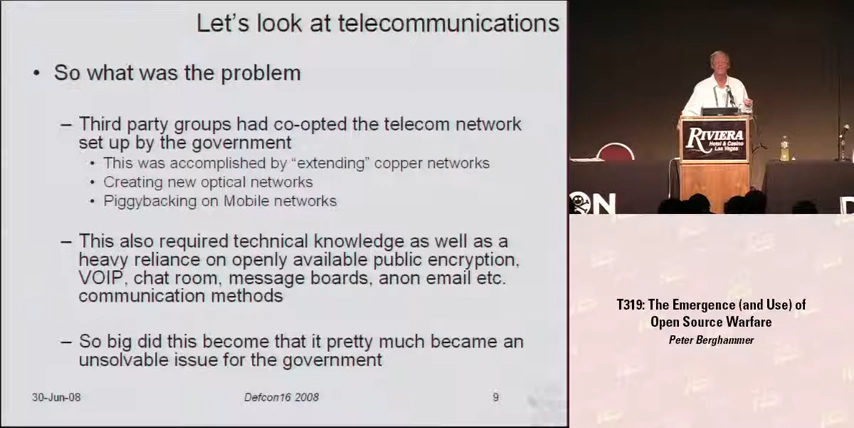 Let's look at telecommunications
• So what was the problem
– Third party groups had co-opted the telecom network
set up by the government
• This was accomplished by "extending" copper networks
• Creating new optical networks
• Piggybacking on Mobile networks
– This also required technical knowledge as well as a
heavy reliance on openly available public encryption,
VOIP, chat room, message boards, anon email etc.
communication methods
– So big did this become that it pretty much became an
unsolvable issue for the government
30-Jun-08
Defcon16 2008
9
RIVIERA
Hotel & Casino
Las Vegas
ON
D
T319: The Emergence (and Use) of
Open Source Warfare
Peter Berghammer